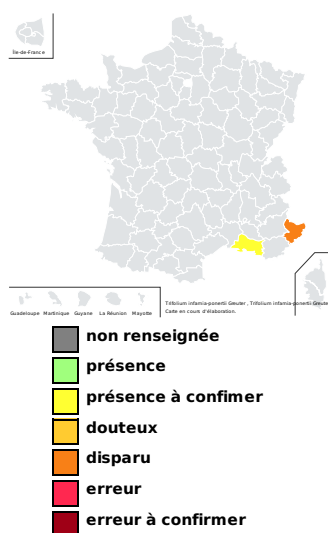 Île-de-France
Guadeloupe Martinique Guyane La Réunion Mayotte
Trifolium infamia-ponertii Greuter , Trifolium infamia-ponertii Greute
Carte en cours d'élaboration.
non renseignée
présence
présence à confimer
douteux
disparu
erreur
erreur à confirmer